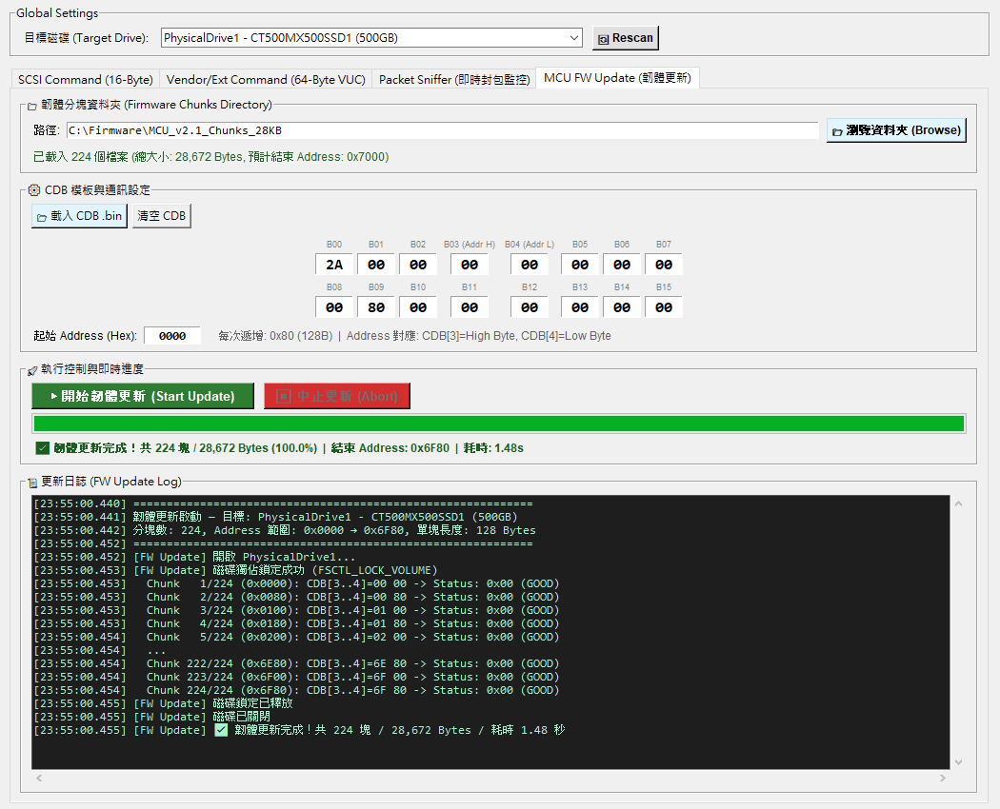 Global Settings
目標磁碟 (Target Drive): PhysicalDrive1 - CT500MX500SSD1 (500GB) Rescan
SCSI Command (16-Byte) Vendor/Ext Command (64-Byte VUC) Packet Sniffer (即時封包監控) MCU FW Update (韌體更新)
韌體分塊資料夾 (Firmware Chunks Directory)
路徑: C:\Firmware\MCU_v2.1_Chunks_28KB 瀏覽資料夾 (Browse)
已載入 224 個檔案 (總大小: 28,672 Bytes, 預計結束 Address: 0x7000)
CDB 模板與通訊設定
載入 CDB .bin 清空 CDB
B00 B01 B02 B03 (Addr H) B04 (Addr L) B05 B06 B07
2A 00 00 00 00 00 00 00
B08 B09 B10 B11 B12 B13 B14 B15
00 80 00 00 00 00 00 00
起始 Address (Hex): 0000 每次遞增: 0x80 (128B) | Address 對應: CDB[3]=High Byte, CDB[4]=Low Byte
執行控制與即時進度
開始韌體更新 (Start Update) 中止更新 (Abort)
韌體更新完成！共 224 塊 / 28,672 Bytes (100.0%) | 結束 Address: 0x6F80 | 耗時: 1.48s
更新日誌 (FW Update Log)
[23:55:00.440] ============================================================
[23:55:00.441] 韌體更新啟動 — 目標: PhysicalDrive1 - CT500MX500SSD1 (500GB)
[23:55:00.442] 分塊數: 224, Address 範圍: 0x0000 → 0x6F80, 單塊長度: 128 Bytes
[23:55:00.452] ============================================================
[23:55:00.452] [FW Update] 開啟 PhysicalDrive1...
[23:55:00.453] [FW Update] 磁碟獨佔鎖定成功 (FSCTL_LOCK_VOLUME)
[23:55:00.453]   Chunk   1/224 (0x0000): CDB[3..4]=00 00 -> Status: 0x00 (GOOD)
[23:55:00.453]   Chunk   2/224 (0x0080): CDB[3..4]=00 80 -> Status: 0x00 (GOOD)
[23:55:00.453]   Chunk   3/224 (0x0100): CDB[3..4]=01 00 -> Status: 0x00 (GOOD)
[23:55:00.453]   Chunk   4/224 (0x0180): CDB[3..4]=01 80 -> Status: 0x00 (GOOD)
[23:55:00.454]   Chunk   5/224 (0x0200): CDB[3..4]=02 00 -> Status: 0x00 (GOOD)
[23:55:00.454]   ...
[23:55:00.454]   Chunk 222/224 (0x6E80): CDB[3..4]=6E 80 -> Status: 0x00 (GOOD)
[23:55:00.454]   Chunk 223/224 (0x6F00): CDB[3..4]=6F 00 -> Status: 0x00 (GOOD)
[23:55:00.454]   Chunk 224/224 (0x6F80): CDB[3..4]=6F 80 -> Status: 0x00 (GOOD)
[23:55:00.455] [FW Update] 磁碟鎖定已釋放
[23:55:00.455] [FW Update] 磁碟已關閉
[23:55:00.455] [FW Update] ✅ 韌體更新完成！共 224 塊 / 28,672 Bytes / 耗時 1.48 秒